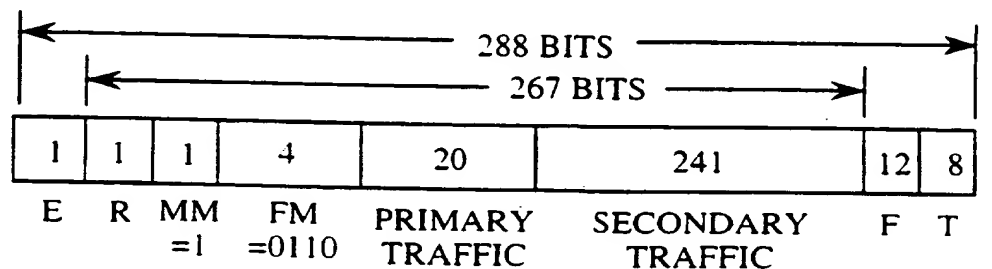 288 BITS
267 BITS
1 1 1 4 20 241 12 8
E R MM FM PRIMARY SECONDARY F T
=1 =0110 TRAFFIC TRAFFIC